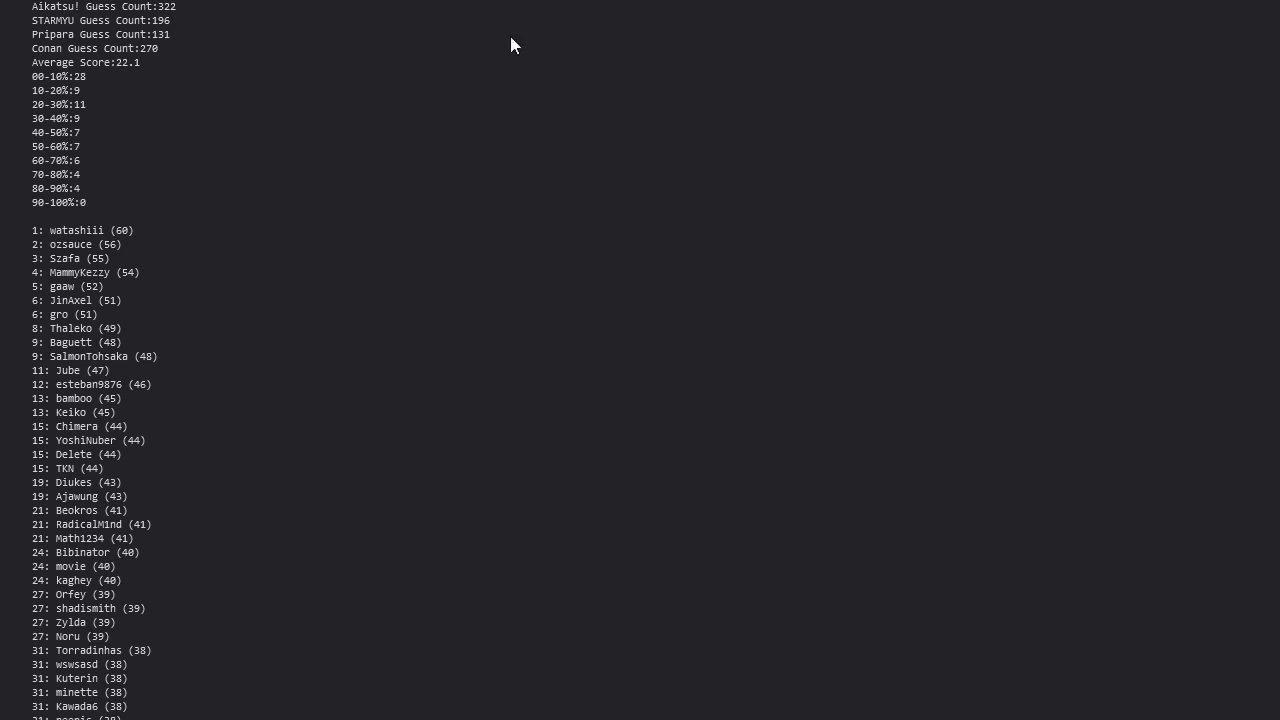 Aikatsu! Guess Count:322
STARMYU Guess Count:196
Pripara Guess Count:131
Conan Guess Count:270
Average Score:22.1
00-10%:28
10-20%:9
20-30%:11
30-40%:9
40-50%:7
50-60%:7
60-70%:6
70-80%:4
80-90%:4
90-100%:0
1: watashiii (60)
2: ozsauce (56)
3: Szafa (55)
4: MammyKezzy (54)
5: gaaw (52)
6: JinAxel (51)
6: gro (51)
8: Thaleko (49)
9: Baguett (48)
9: SalmonTohsaka (48)
11: Jube (47)
12: esteban9876 (46)
13: bamboo (45)
13: Keiko (45)
15: Chimera (44)
15: YoshiNuber (44)
15: Delete (44)
15: TKN (44)
19: Diukes (43)
19: Ajawung (43)
21: Beokros (41)
21: RadicalM1nd (41)
21: Math1234 (41)
24: Bibinator (40)
24: movie (40)
24: kaghey (40)
27: Orfey (39)
27: shadismith (39)
27: Zylda (39)
27: Noru (39)
31: Torradinhas (38)
31: wswsasd (38)
31: Kuterin (38)
31: minette (38)
31: Kawada6 (38)
31: (38)